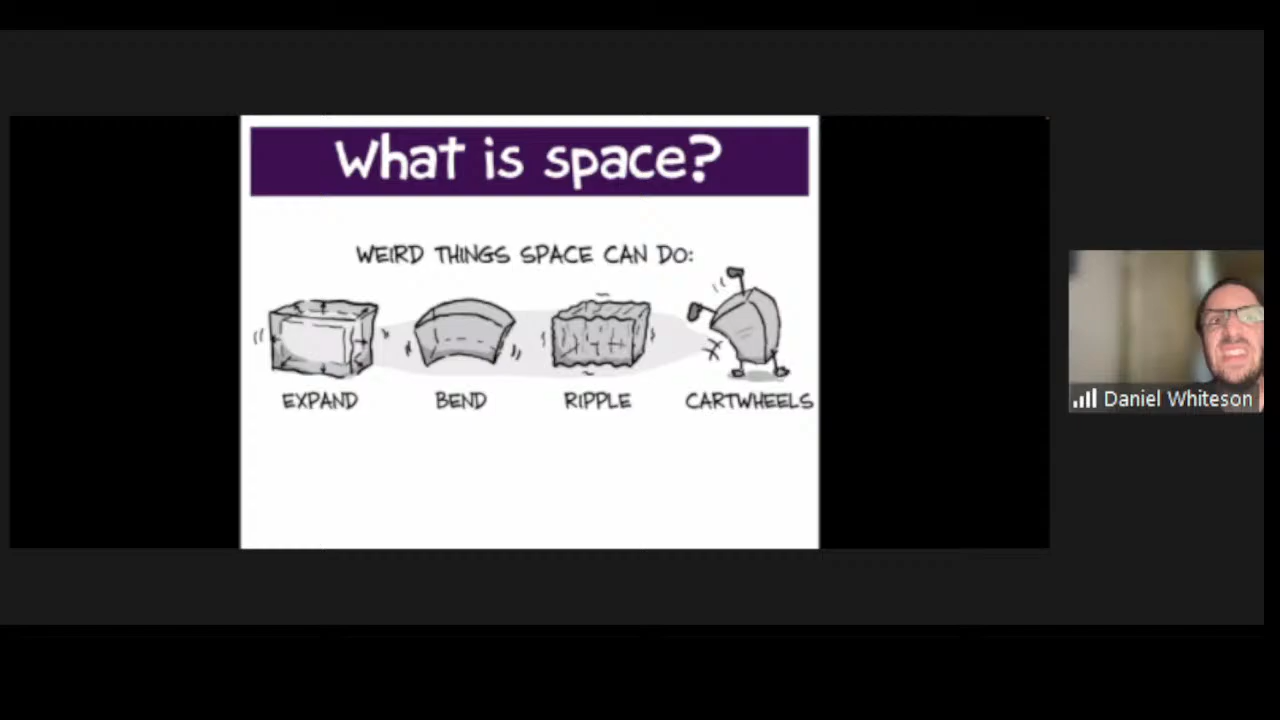 What is space?
WEIRD THINGS SPACE CAN DO:
EXPAND BEND RIPPLE CARTWHEELS
Daniel Whiteson